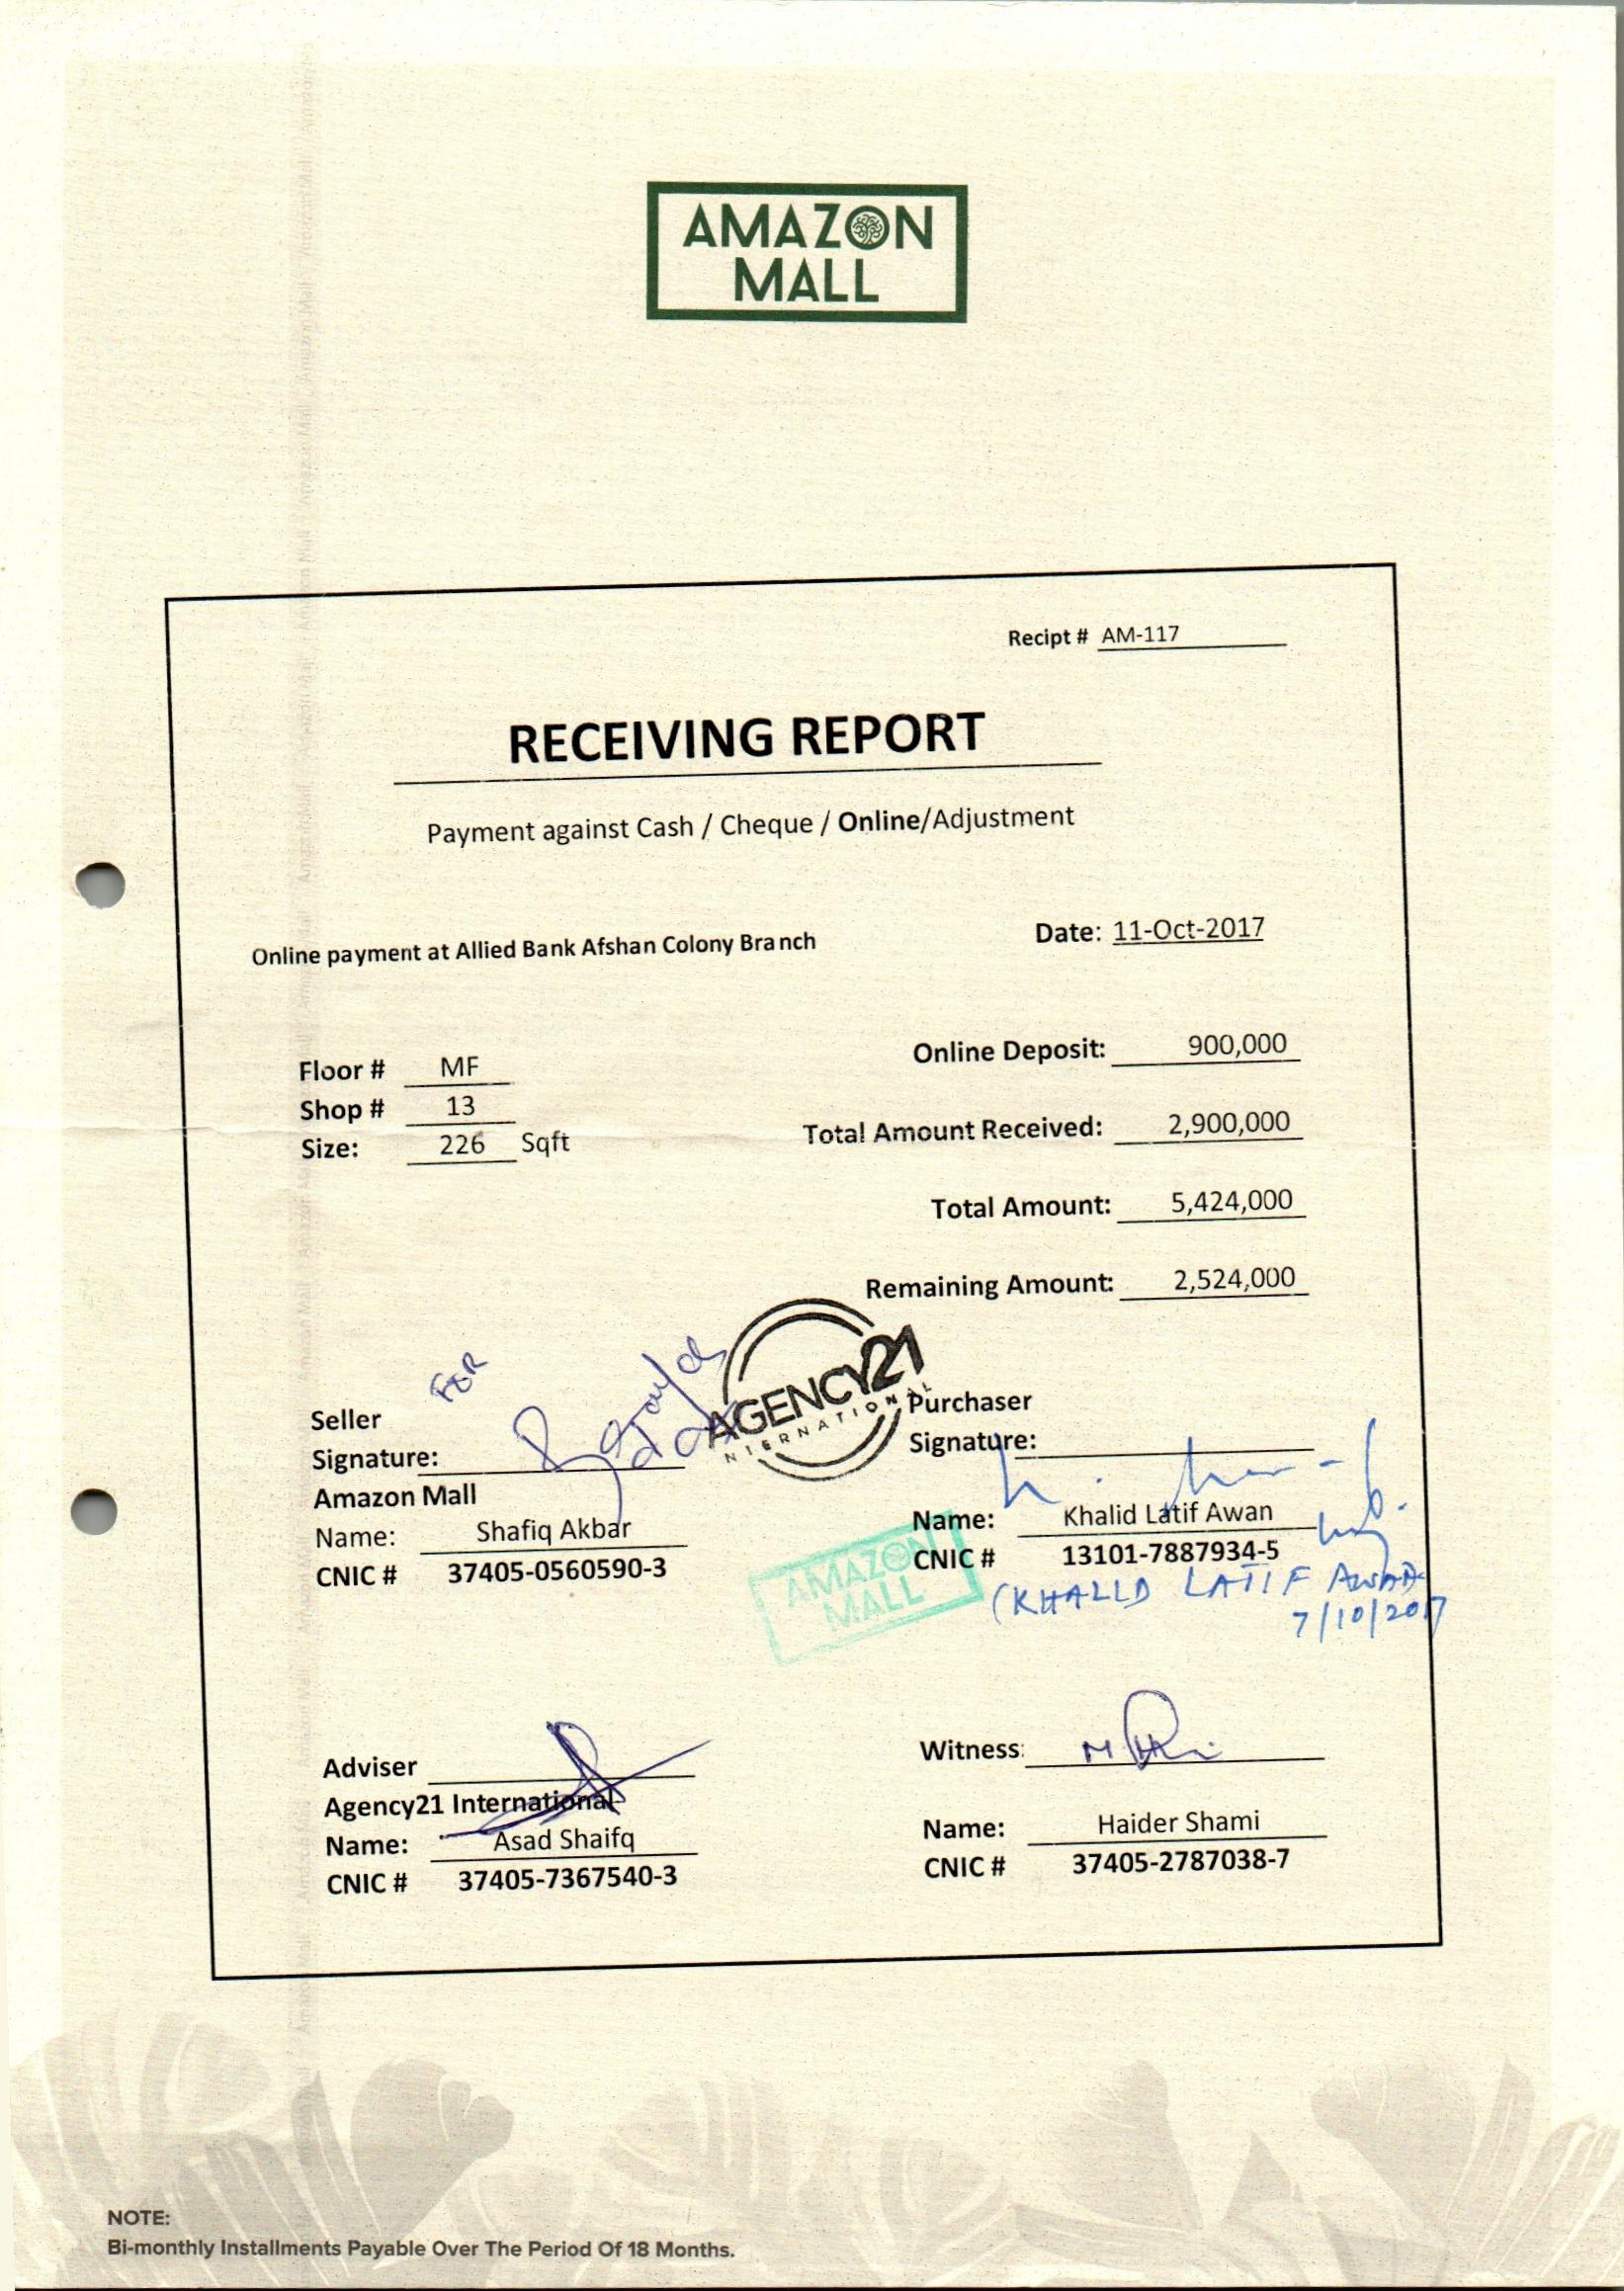 AMAZON
MALL
Recipt # AM-117
RECEIVING REPORT
Payment against Cash / Cheque / Online/Adjustment
Online payment at Allied Bank Afshan Colony Branch
Date: 11-Oct-2017
Floor # MF
Shop # 13
Size: 226 Sqft
Online Deposit: 900,000
Total Amount Received: 2,900,000
Total Amount: 5,424,000
Remaining Amount: 2,524,000
FOR
AGENCY21
INTERNATIONAL
Seller
Signature:
Amazon Mall
Name: Shafiq Akbar
CNIC # 37405-0560590-3
Purchaser
Signature:
Name: Khalid Latif Awan
CNIC # 13101-7887934-5
(KHALID LATIF AWAN
7/10/2017
AMAZON
MALL
Adviser
Agency21 International
Name: Asad Shaifq
CNIC # 37405-7367540-3
Witness:
Name: Haider Shami
CNIC # 37405-2787038-7
NOTE:
Bi-monthly Installments Payable Over The Period Of 18 Months.